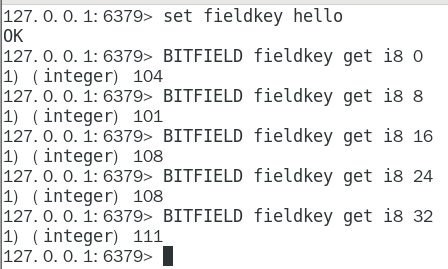 127.0.0.1:6379> set fieldkey hello
OK
127.0.0.1:6379> BITFIELD fieldkey get i8 0
1) (integer) 104
127.0.0.1:6379> BITFIELD fieldkey get i8 8
1) (integer) 101
127.0.0.1:6379> BITFIELD fieldkey get i8 16
1) (integer) 108
127.0.0.1:6379> BITFIELD fieldkey get i8 24
1) (integer) 108
127.0.0.1:6379> BITFIELD fieldkey get i8 32
1) (integer) 111
127.0.0.1:6379>